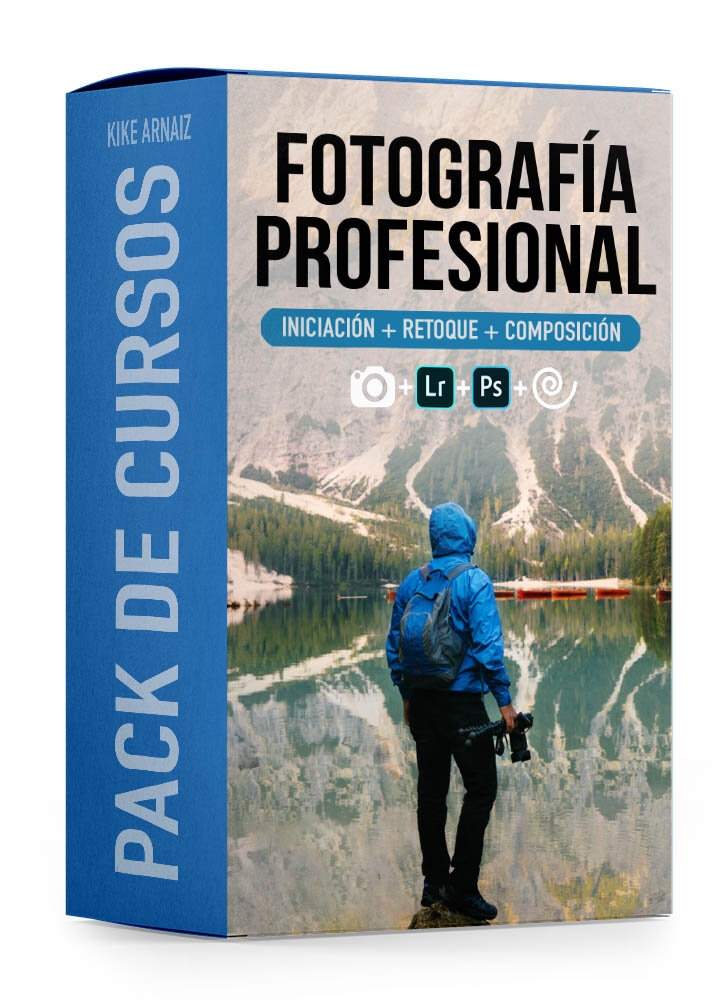 KIKE ARNAIZ
PACK DE CURSOS
FOTOGRAFÍA
PROFESIONAL
INICIACIÓN + RETOQUE + COMPOSICIÓN
+ Lr + Ps +